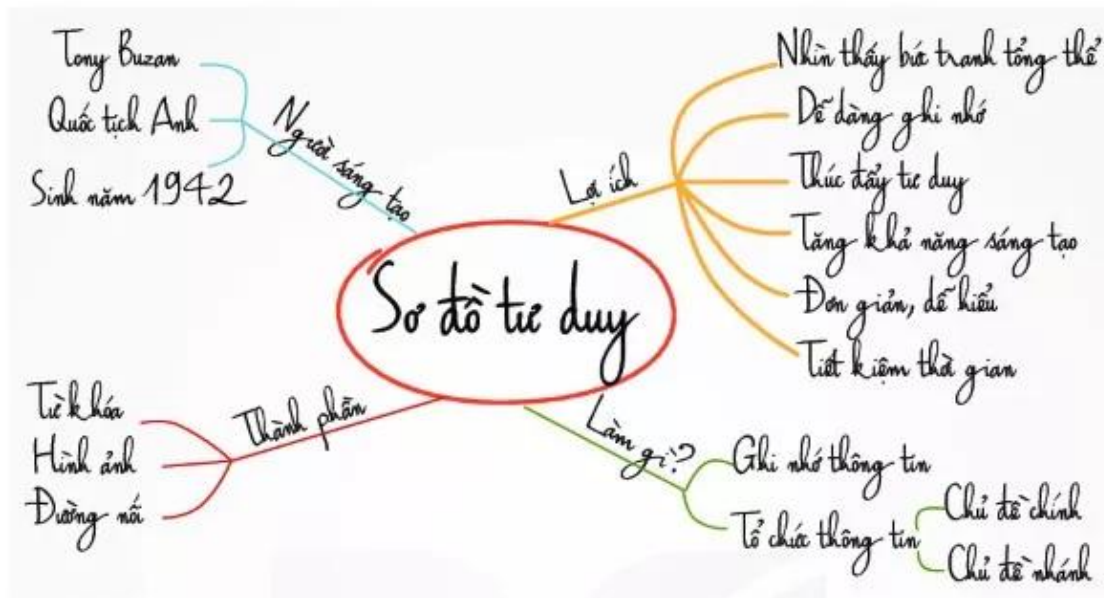 Tony Buzan
Quốc tịch Anh
Sinh năm 1942
Người sáng tạo
Lợi ích
Nhìn thấy bức tranh tổng thể
Dễ dàng ghi nhớ
Thúc đẩy tư duy
Tăng khả năng sáng tạo
Đơn giản, dễ hiểu
Tiết kiệm thời gian
Sơ đồ tư duy
Thành phần
Từ khóa
Hình ảnh
Đường nối
Làm gì?
Ghi nhớ thông tin
Tổ chức thông tin
Chủ đề chính
Chủ đề nhánh